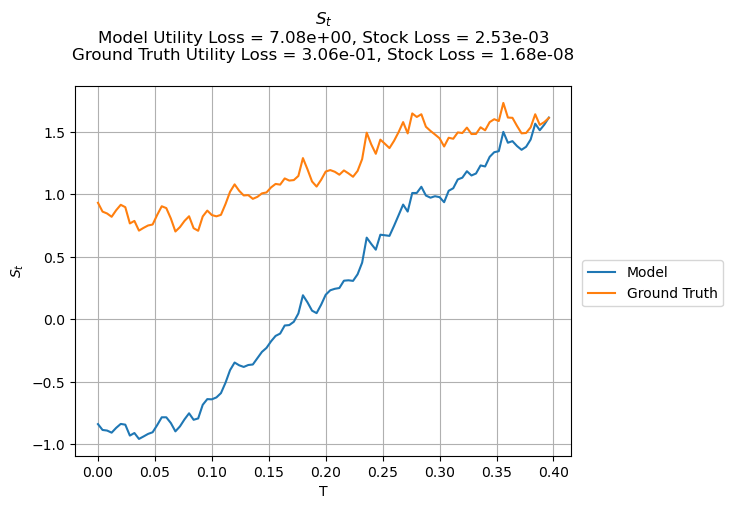 S_t
Model Utility Loss = 7.08e+00, Stock Loss = 2.53e-03
Ground Truth Utility Loss = 3.06e-01, Stock Loss = 1.68e-08
1.5
1.0
0.5
0.0
−0.5
−1.0
S_t
0.00 0.05 0.10 0.15 0.20 0.25 0.30 0.35 0.40
T
Model
Ground Truth